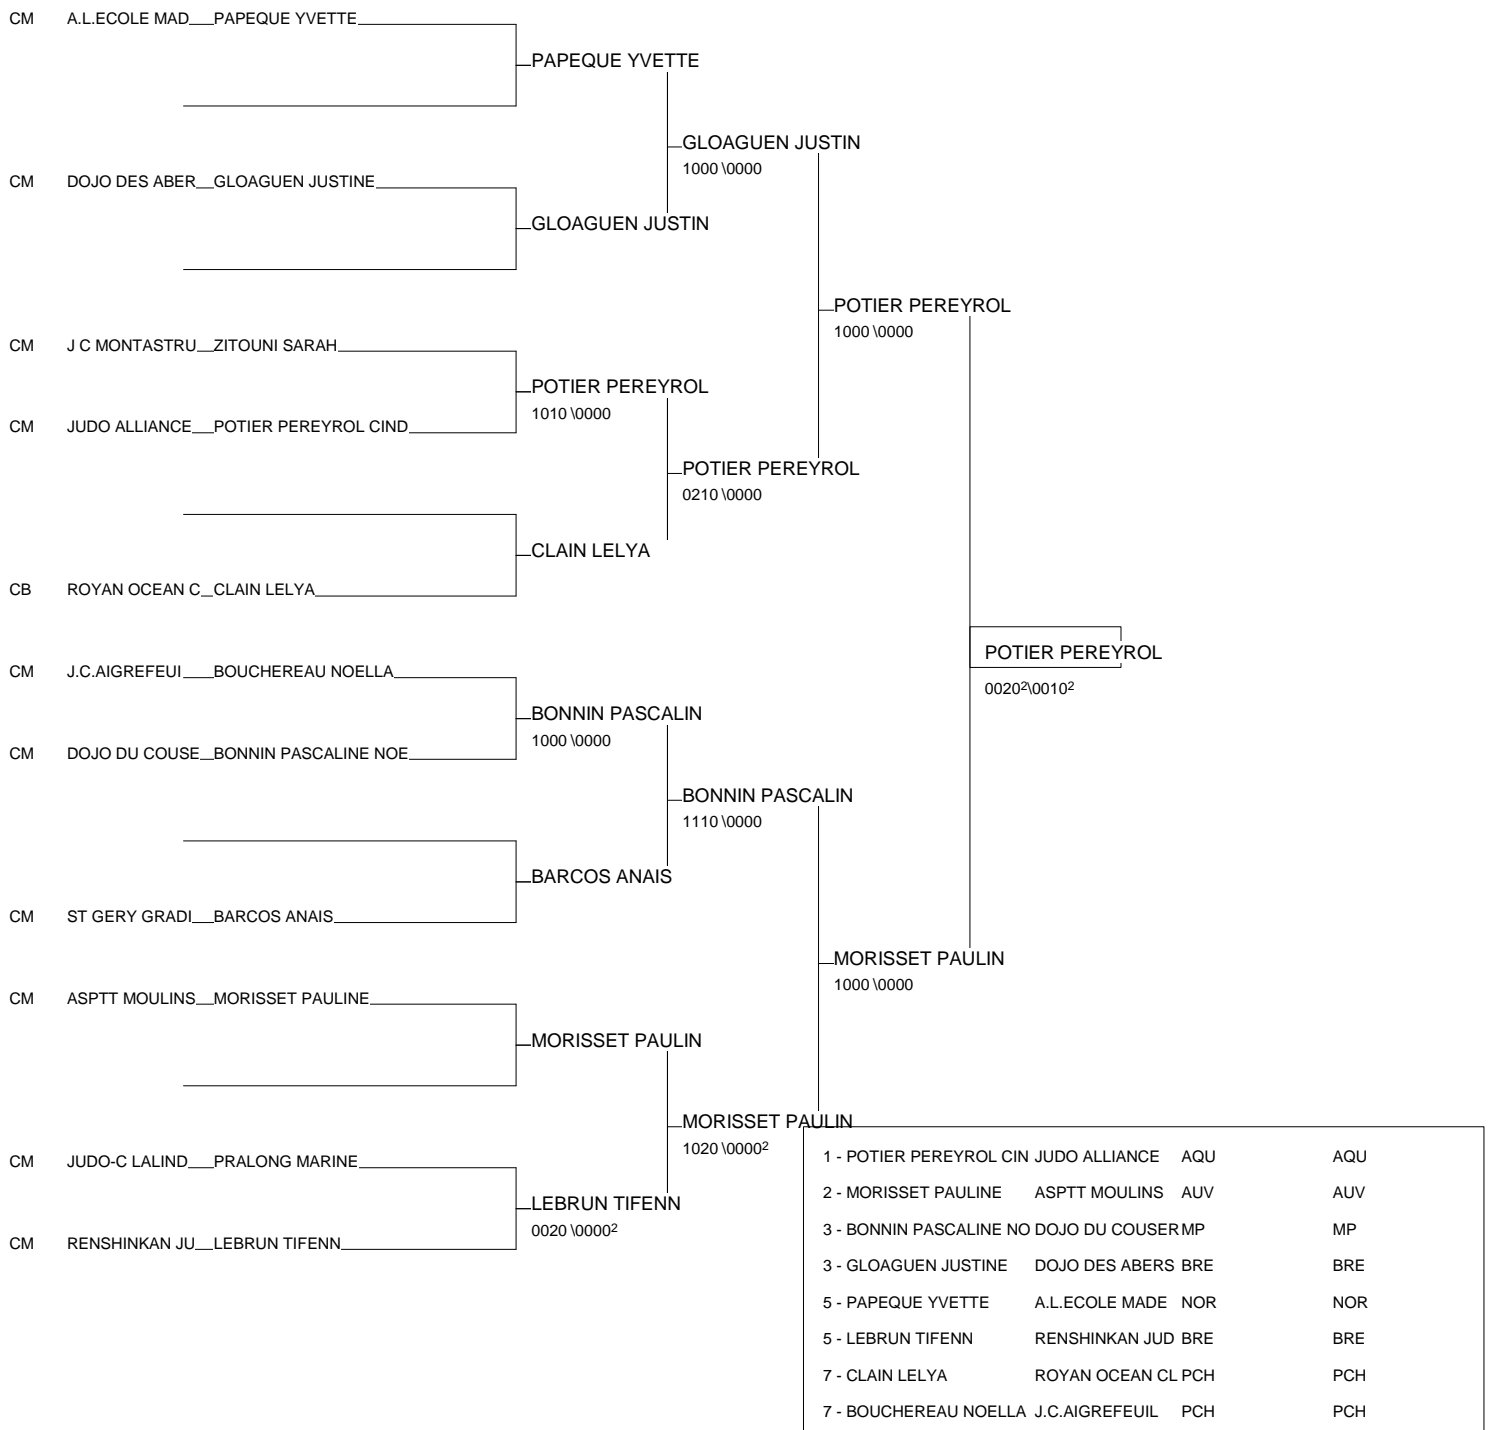 CM A.L.ECOLE MAD PAPEQUE YVETTE
PAPEQUE YVETTE
GLOAGUEN JUSTIN
1000 \0000
CM DOJO DES ABER GLOAGUEN JUSTINE
GLOAGUEN JUSTIN
POTIER PEREYROL
1000 \0000
CM J C MONTASTRU ZITOUNI SARAH
POTIER PEREYROL
1010 \0000
CM JUDO ALLIANCE POTIER PEREYROL CIND
POTIER PEREYROL
0210 \0000
CLAIN LELYA
CB ROYAN OCEAN C CLAIN LELYA
POTIER PEREYROL
0020²\0010²
CM J.C.AIGREFEUI BOUCHEREAU NOELLA
BONNIN PASCALIN
1000 \0000
CM DOJO DU COUSE BONNIN PASCALINE NOE
BONNIN PASCALIN
1110 \0000
BARCOS ANAIS
CM ST GERY GRADI BARCOS ANAIS
MORISSET PAULIN
1000 \0000
CM ASPTT MOULINS MORISSET PAULINE
MORISSET PAULIN
MORISSET PAULIN
1020 \0000²
CM JUDO-C LALIND PRALONG MARINE
LEBRUN TIFENN
0020 \0000²
CM RENSHINKAN JU LEBRUN TIFENN
1 - POTIER PEREYROL CIN JUDO ALLIANCE AQU AQU
2 - MORISSET PAULINE ASPTT MOULINS AUV AUV
3 - BONNIN PASCALINE NO DOJO DU COUSER MP MP
3 - GLOAGUEN JUSTINE DOJO DES ABERS BRE BRE
5 - PAPEQUE YVETTE A.L.ECOLE MADE NOR NOR
5 - LEBRUN TIFENN RENSHINKAN JUD BRE BRE
7 - CLAIN LELYA ROYAN OCEAN CL PCH PCH
7 - BOUCHEREAU NOELLA J.C.AIGREFEUIL PCH PCH